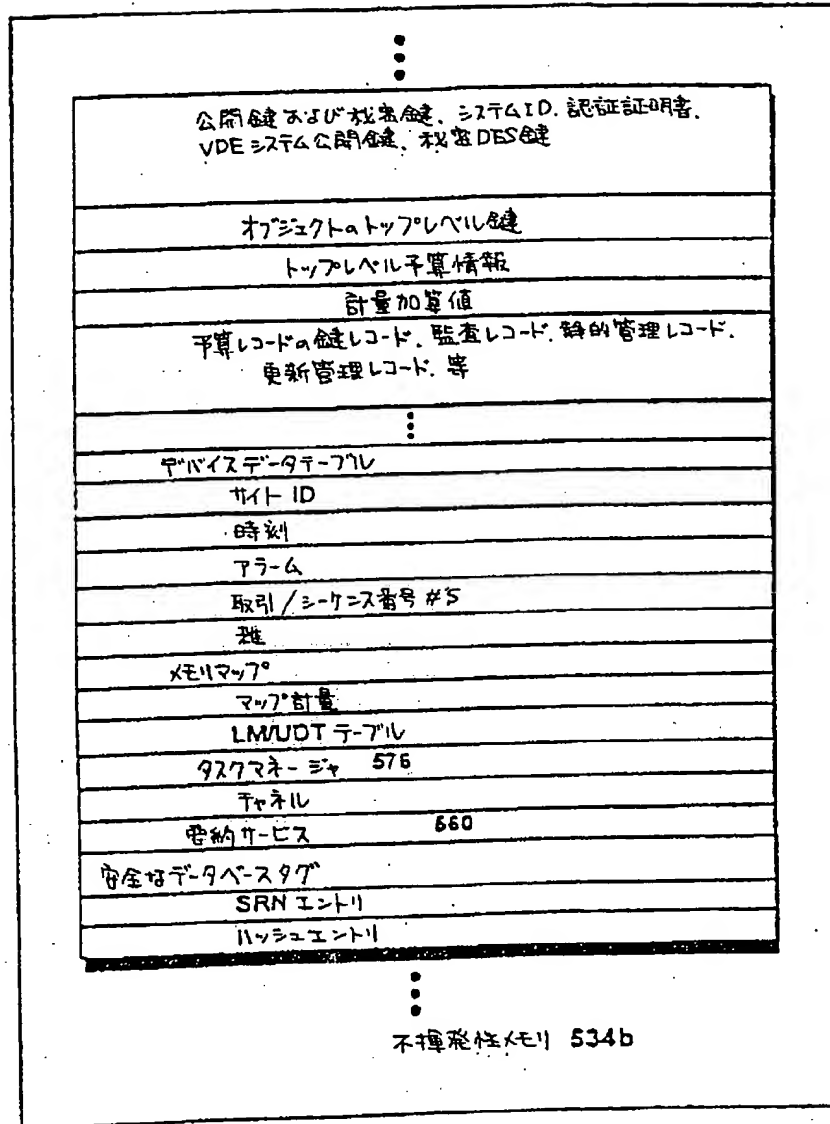 公開鍵および秘密鍵、システムID、認証証明書、
VDEシステム公開鍵、秘密DES鍵
オブジェクトのトップレベル鍵
トップレベル予算情報
計量加算値
予算レコードの鍵レコード、監査レコード、静的管理レコード、
更新管理レコード、等
デバイスデータテーブル
サイト ID
時刻
アラーム
取引/シーケンス番号 #'S
雑
メモリマップ
マップ計量
LM/UDT テーブル
タスクマネージャ 576
チャネル
要約サービス 560
安全なデータベースタグ
SRN エントリ
ハッシュエントリ
不揮発性メモリ 534b